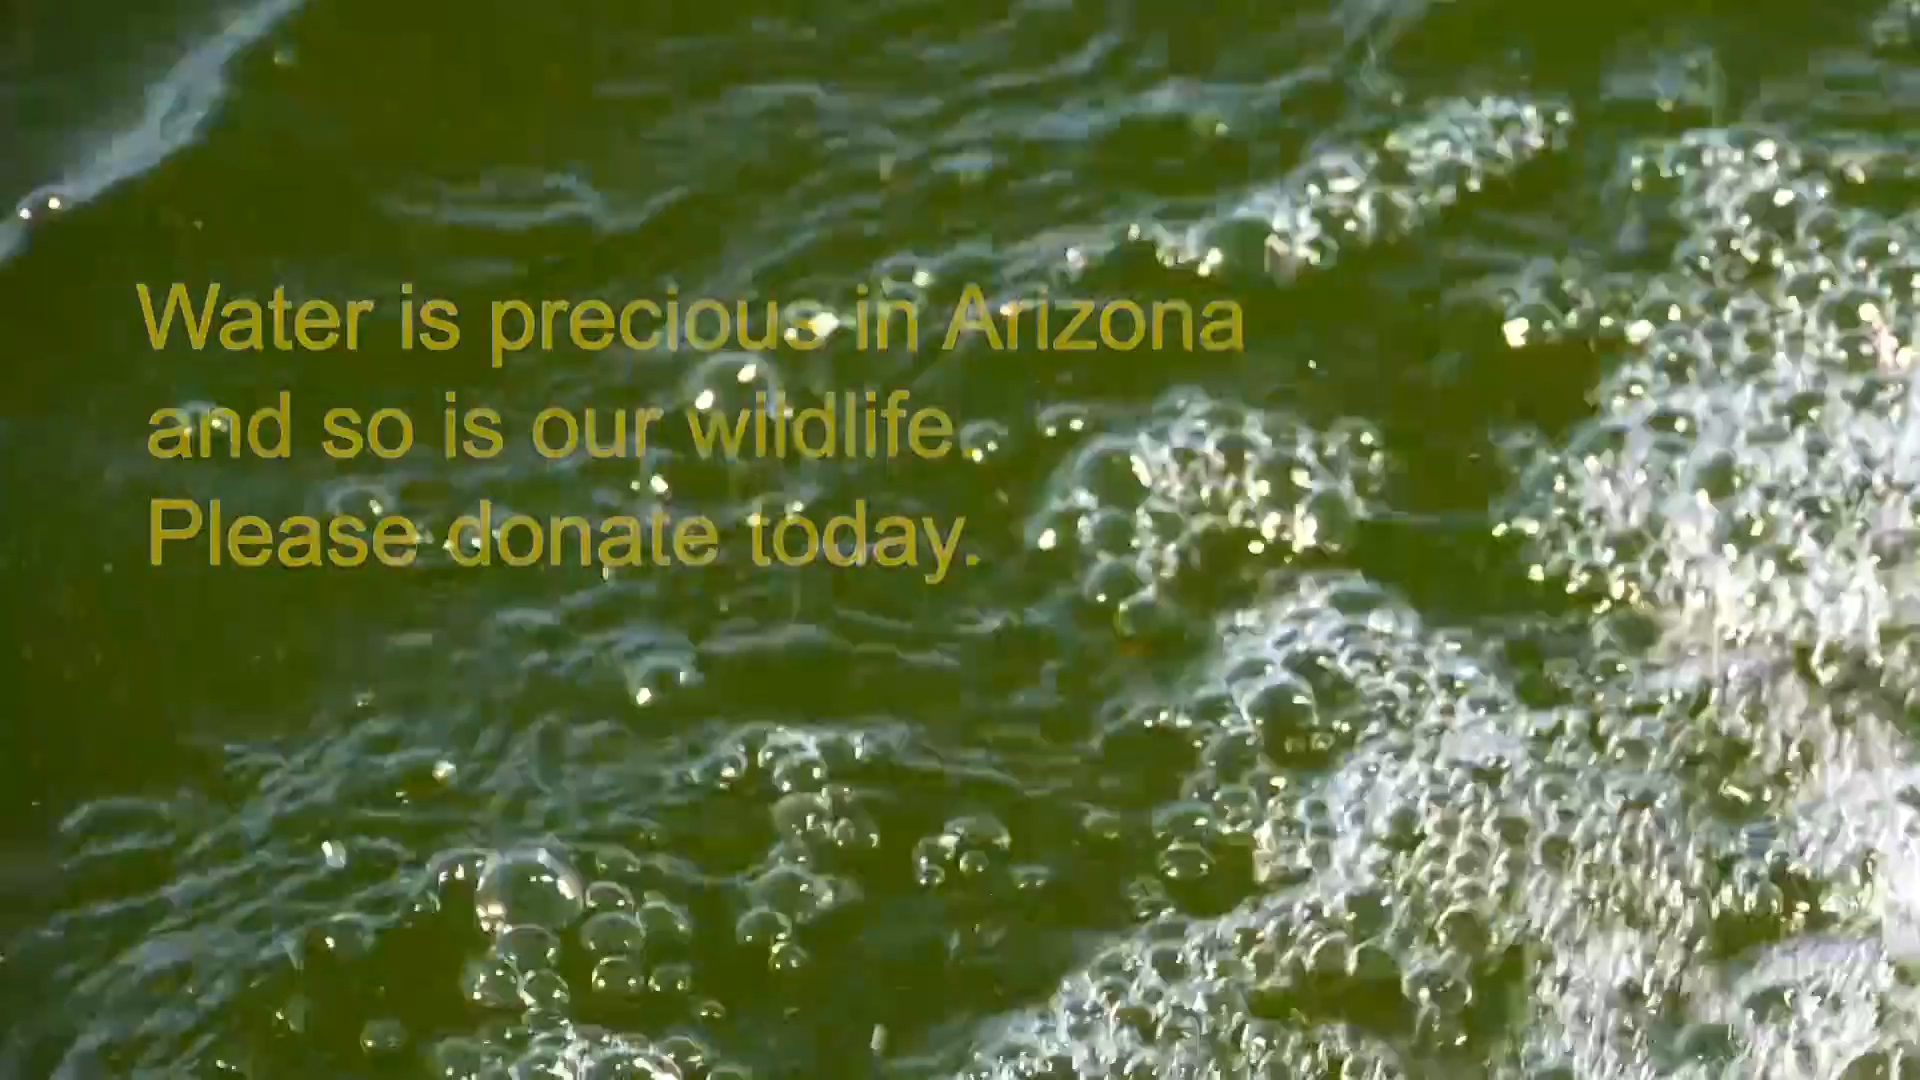 Water is precious in Arizona
and so is our wildlife.
Please donate today.